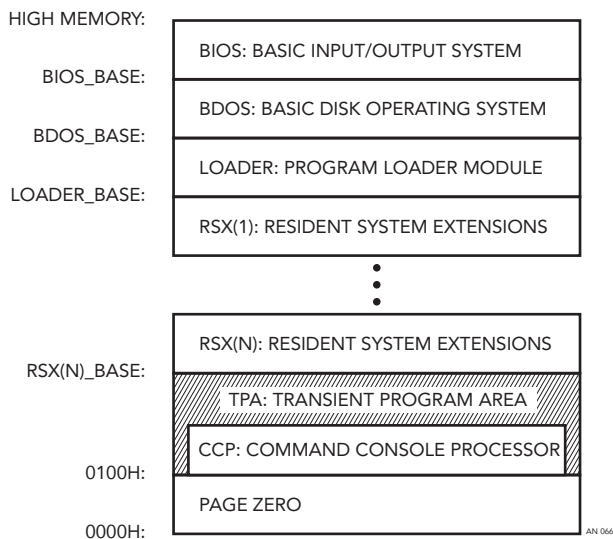 HIGH MEMORY:
BIOS: BASIC INPUT/OUTPUT SYSTEM
BIOS_BASE:
BDOS: BASIC DISK OPERATING SYSTEM
BDOS_BASE:
LOADER: PROGRAM LOADER MODULE
LOADER_BASE:
RSX(1): RESIDENT SYSTEM EXTENSIONS
RSX(N): RESIDENT SYSTEM EXTENSIONS
RSX(N)_BASE:
TPA: TRANSIENT PROGRAM AREA
CCP: COMMAND CONSOLE PROCESSOR
0100H:
PAGE ZERO
0000H:
AN 066